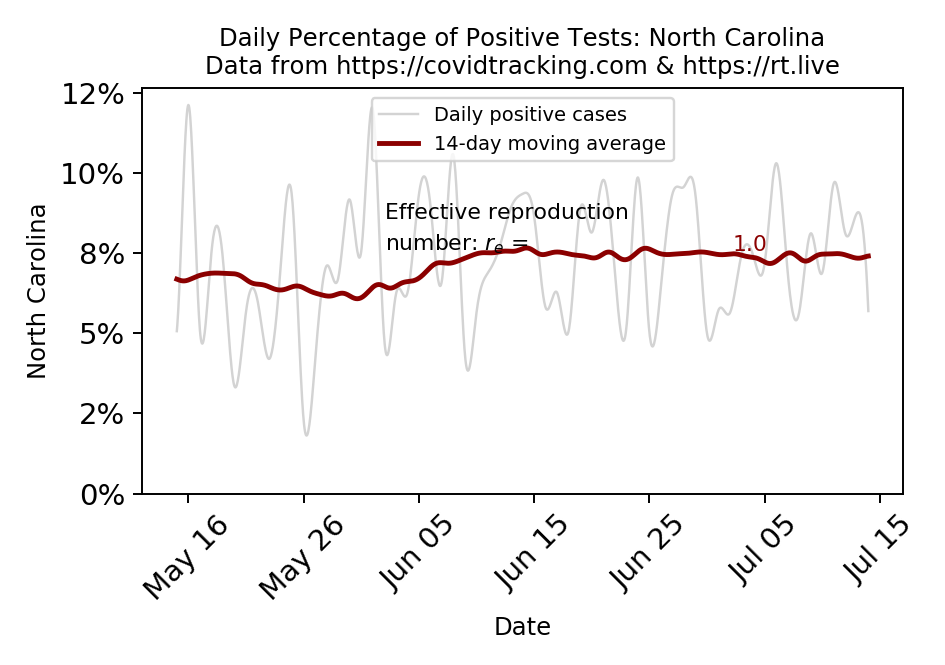 Daily Percentage of Positive Tests: North Carolina
Data from https://covidtracking.com & https://rt.live
12%
10%
8%
5%
2%
0%
North Carolina
Daily positive cases
14-day moving average
Effective reproduction
number: rₑ =
1.0
May 16
May 26
Jun 05
Jun 15
Jun 25
Jul 05
Jul 15
Date